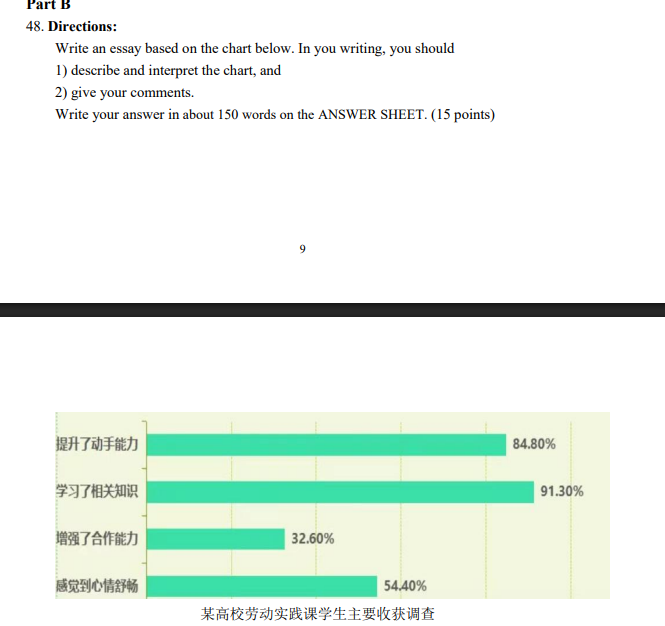 Part B
48. Directions:
Write an essay based on the chart below. In you writing, you should
1) describe and interpret the chart, and
2) give your comments.
Write your answer in about 150 words on the ANSWER SHEET. (15 points)
9
提升了动手能力 84.80%
学习了相关知识 91.30%
增强了合作能力 32.60%
感觉到心情舒畅 54.40%
某高校劳动实践课学生主要收获调查